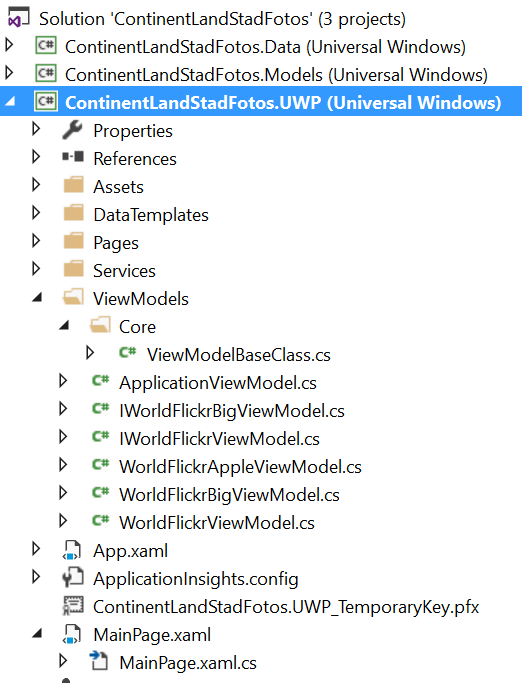 Solution 'ContinentLandStadFotos' (3 projects)
C# ContinentLandStadFotos.Data (Universal Windows)
C# ContinentLandStadFotos.Models (Universal Windows)
C# ContinentLandStadFotos.UWP (Universal Windows)
Properties
References
Assets
DataTemplates
Pages
Services
ViewModels
Core
C# ViewModelBaseClass.cs
C# ApplicationViewModel.cs
C# IWorldFlickrBigViewModel.cs
C# IWorldFlickrViewModel.cs
C# WorldFlickrAppleViewModel.cs
C# WorldFlickrBigViewModel.cs
C# WorldFlickrViewModel.cs
App.xaml
ApplicationInsights.config
ContinentLandStadFotos.UWP_TemporaryKey.pfx
MainPage.xaml
MainPage.xaml.cs